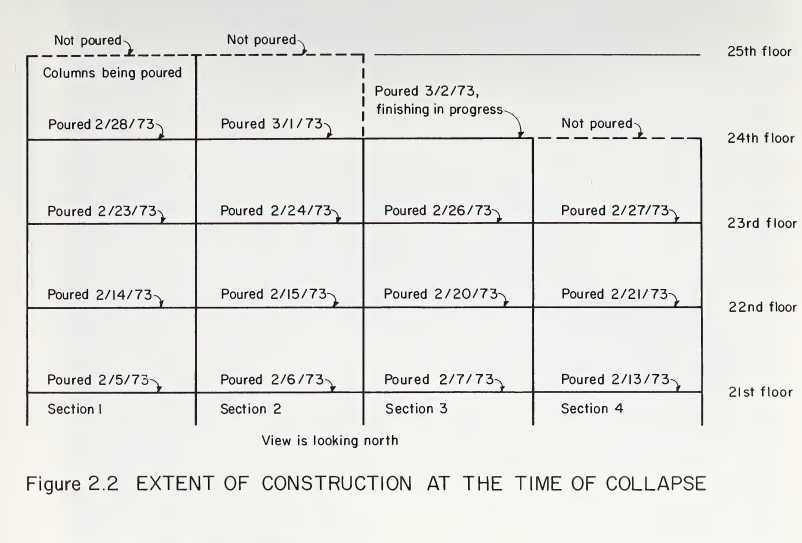 Not poured
Not poured
25th floor
Columns being poured
Poured 3/2/73,
finishing in progress
Poured 2/28/73
Poured 3/1/73
Not poured
24th floor
Poured 2/23/73
Poured 2/24/73
Poured 2/26/73
Poured 2/27/73
23rd floor
Poured 2/14/73
Poured 2/15/73
Poured 2/20/73
Poured 2/21/73
22nd floor
Poured 2/5/73
Poured 2/6/73
Poured 2/7/73
Poured 2/13/73
21st floor
Section 1
Section 2
Section 3
Section 4
View is looking north
Figure 2.2 EXTENT OF CONSTRUCTION AT THE TIME OF COLLAPSE